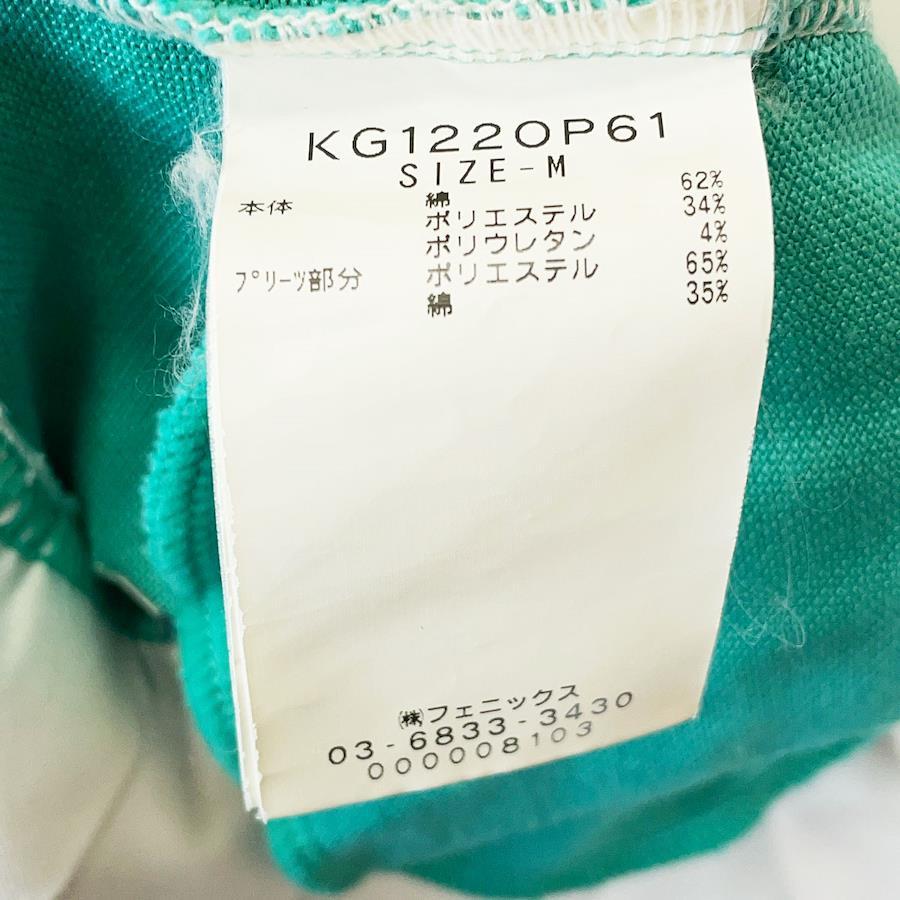 KG1220P61
SIZE-M
本体 綿 62%
ポリエステル 34%
ポリウレタン 4%
プリーツ部分 ポリエステル 65%
綿 35%
㈱フェニックス
03-6833-3430
000008103